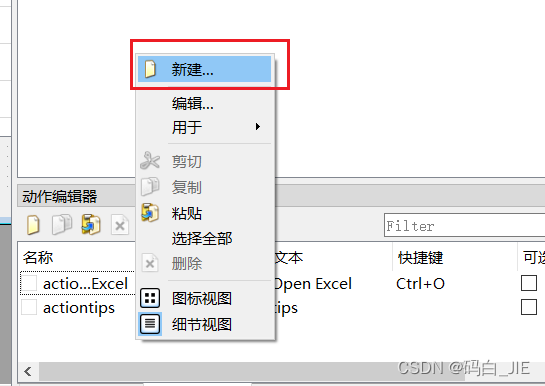 新建...
编辑...
用于
剪切
复制
粘贴
选择全部
删除
图标视图
细节视图
动作编辑器
Filter
名称 文本 快捷键 可选
actio...Excel Open Excel Ctrl+O
actiontips tips
CSDN @码白_JIE